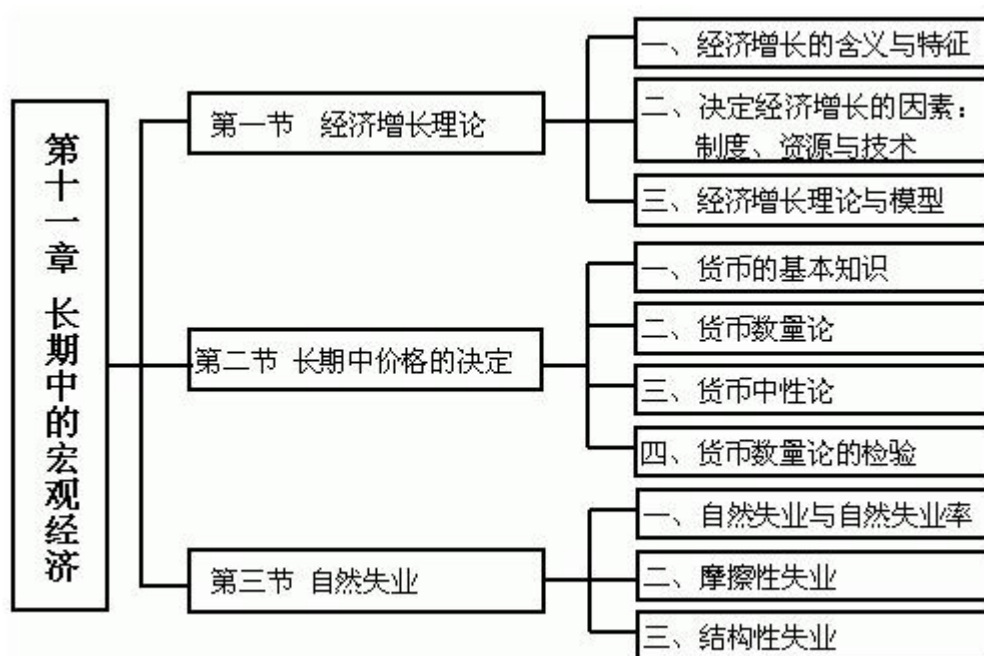 第十一章 长期中的宏观经济
第一节 经济增长理论
一、经济增长的含义与特征
二、决定经济增长的因素：
制度、资源与技术
三、经济增长理论与模型
第二节 长期中价格的决定
一、货币的基本知识
二、货币数量论
三、货币中性论
四、货币数量论的检验
第三节 自然失业
一、自然失业与自然失业率
二、摩擦性失业
三、结构性失业